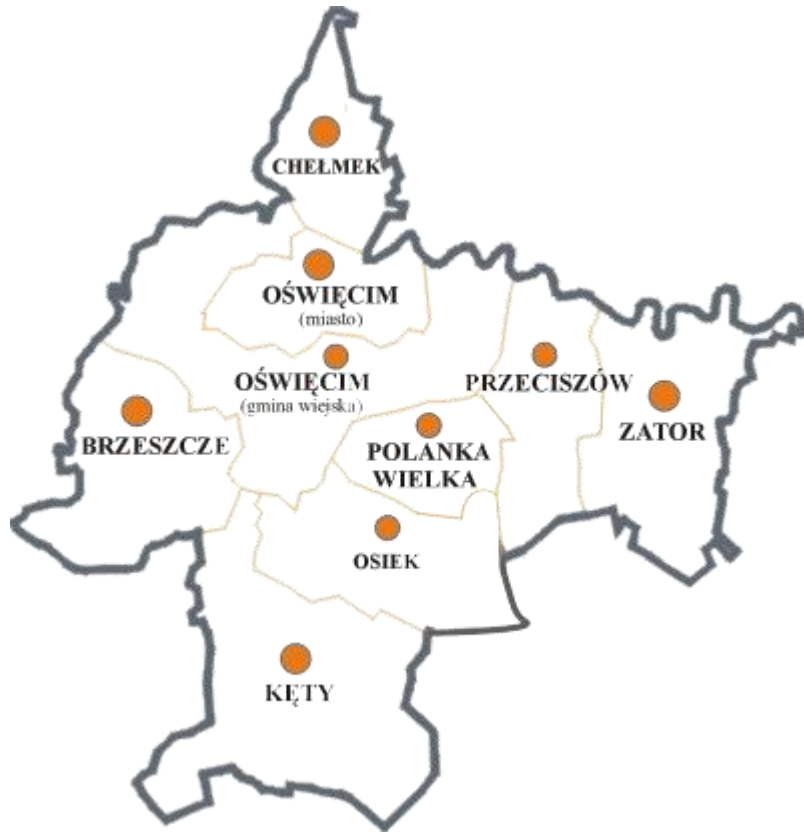 CHEŁMEK
OŚWIĘCIM
(miasto)
OŚWIĘCIM
(gmina wiejska)
PRZECISZÓW
BRZESZCZE
POLANKA
WIELKA
ZATOR
OSIEK
KĘTY